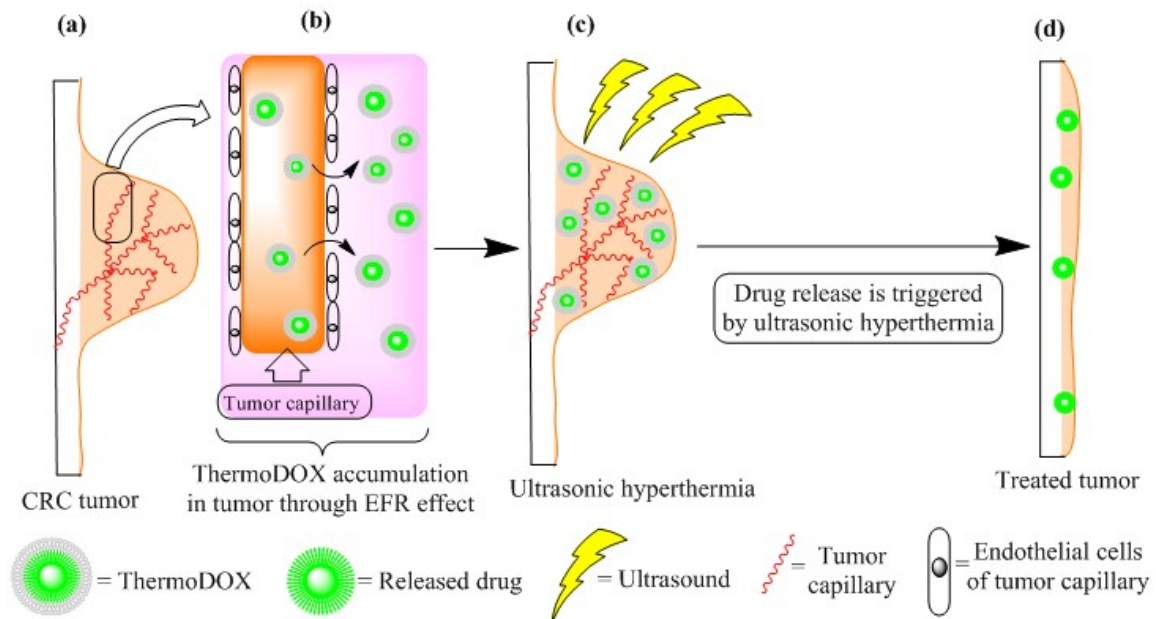 (a)
(b)
(c)
(d)
Drug release is triggered
by ultrasonic hyperthermia
Tumor capillary
CRC tumor
ThermoDOX accumulation
in tumor through EFR effect
Ultrasonic hyperthermia
Treated tumor
= ThermoDOX
= Released drug
= Ultrasound
= Tumor
capillary
= Endothelial cells
of tumor capillary